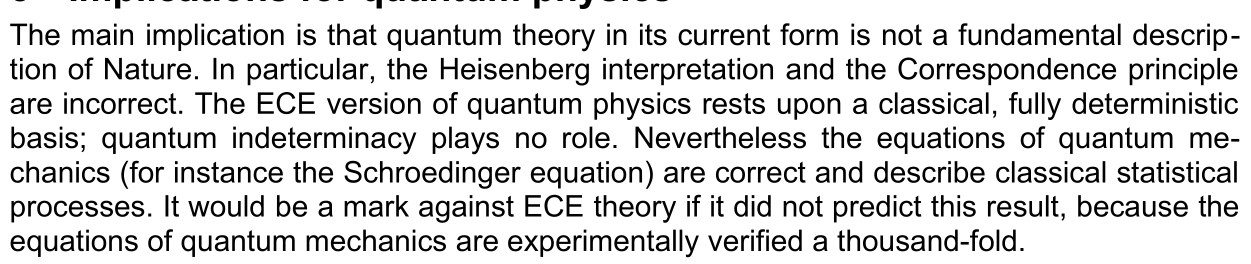 The main implication is that quantum theory in its current form is not a fundamental descrip-
tion of Nature. In particular, the Heisenberg interpretation and the Correspondence principle
are incorrect. The ECE version of quantum physics rests upon a classical, fully deterministic
basis; quantum indeterminacy plays no role. Nevertheless the equations of quantum me-
chanics (for instance the Schroedinger equation) are correct and describe classical statistical
processes. It would be a mark against ECE theory if it did not predict this result, because the
equations of quantum mechanics are experimentally verified a thousand-fold.